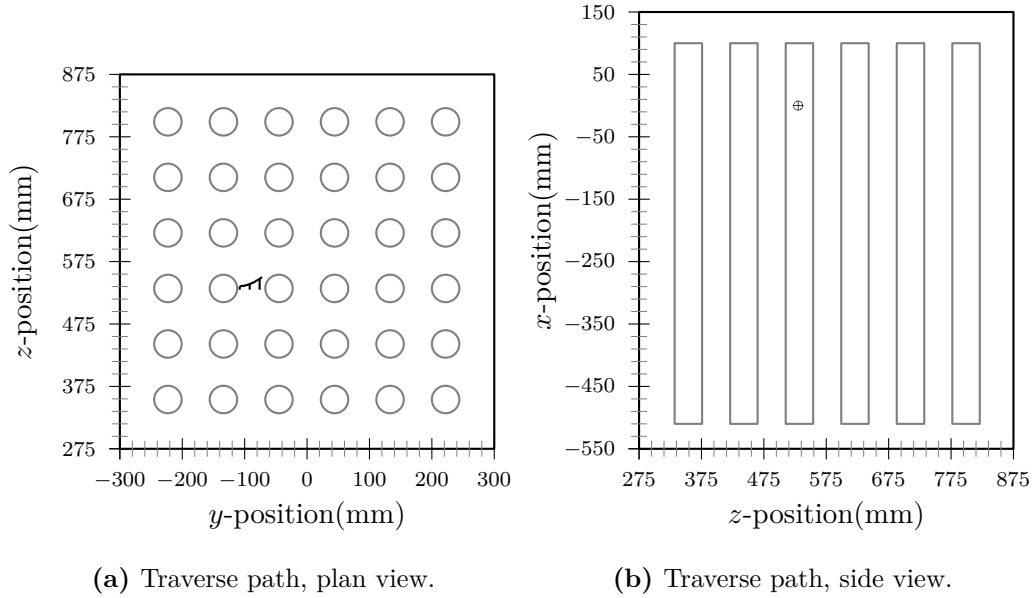 875
775
675
575
475
375
275
−300 −200 −100 0 100 200 300
z-position(mm)
y-position(mm)
(a) Traverse path, plan view.
150
50
−50
−150
−250
−350
−450
−550
275 375 475 575 675 775 875
x-position(mm)
z-position(mm)
(b) Traverse path, side view.